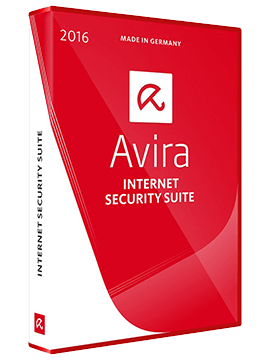 2016
MADE IN GERMANY
Avira
INTERNET
SECURITY SUITE
INTERNET SECURITY SUITE